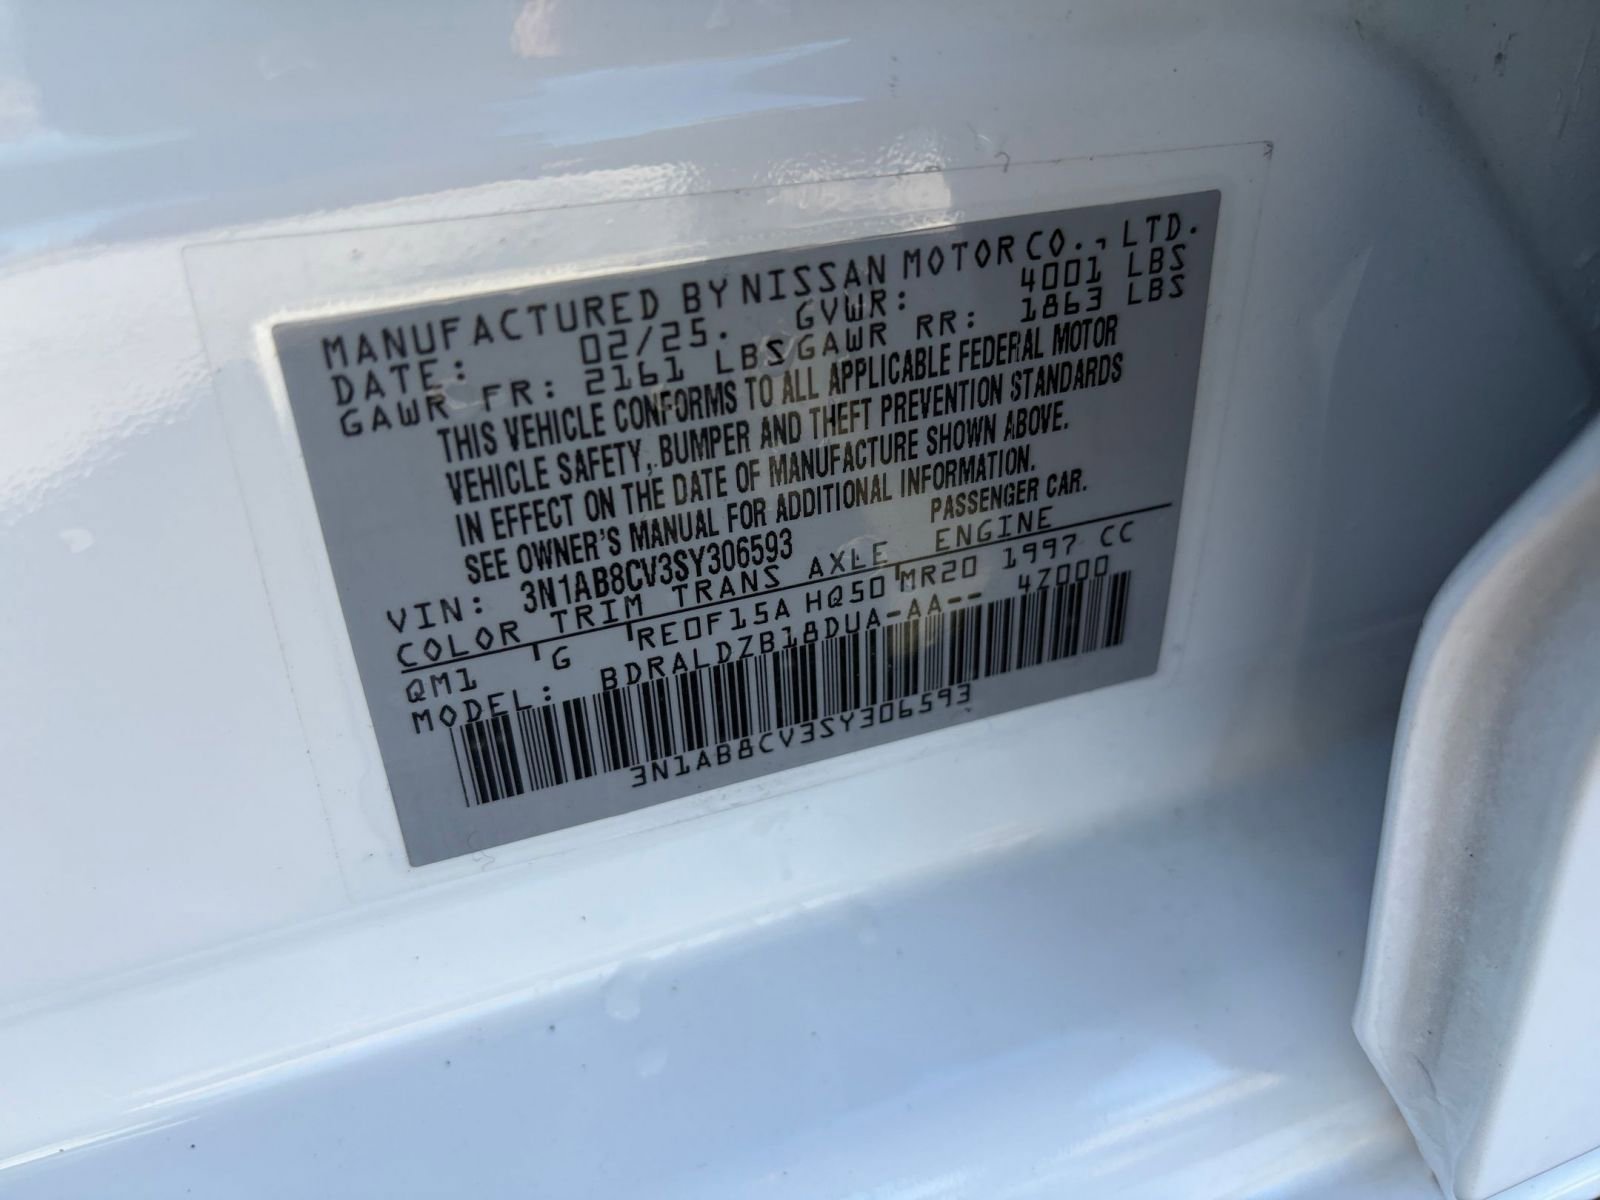 MANUFACTURED BY NISSAN MOTOR CO., LTD.
DATE: 02/25. GVWR: 4001 LBS
GAWR FR: 2161 LBS GAWR RR: 1863 LBS
THIS VEHICLE CONFORMS TO ALL APPLICABLE FEDERAL MOTOR
VEHICLE SAFETY, BUMPER AND THEFT PREVENTION STANDARDS
IN EFFECT ON THE DATE OF MANUFACTURE SHOWN ABOVE.
SEE OWNER'S MANUAL FOR ADDITIONAL INFORMATION.
VIN: 3N1AB8CV3SY306593 PASSENGER CAR.
COLOR TRIM TRANS AXLE ENGINE
QM1 G RE0F15A HQ50 MR20 1997 CC
MODEL: BDRALDZB18DUA-AA-- 4Z000
3N1AB8CV3SY306593